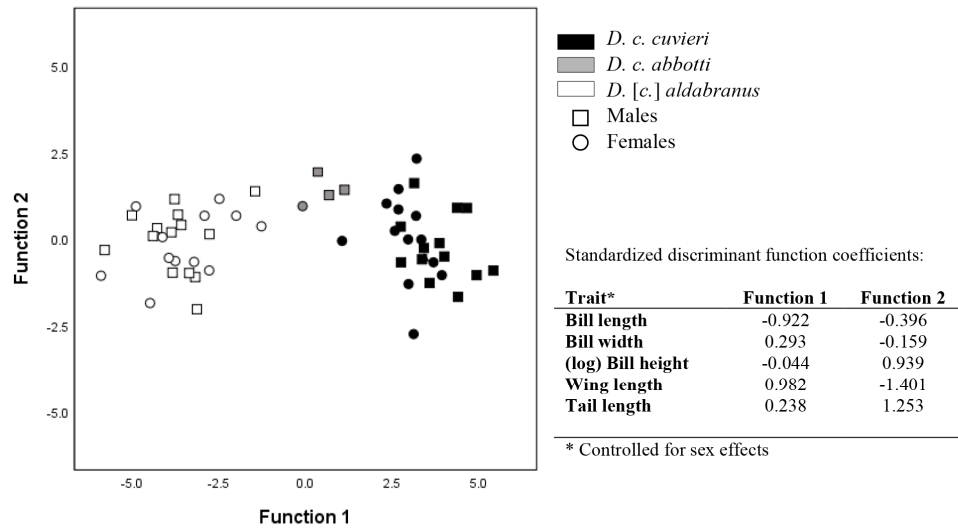 5.0
2.5
0.0
-2.5
-5.0
Function 2
-5.0 -2.5 0.0 2.5 5.0
Function 1
D. c. cuvieri
D. c. abbotti
D. [c.] aldabranus
Males
Females
Standardized discriminant function coefficients:
Trait* Function 1 Function 2
Bill length -0.922 -0.396
Bill width 0.293 -0.159
(log) Bill height -0.044 0.939
Wing length 0.982 -1.401
Tail length 0.238 1.253
* Controlled for sex effects